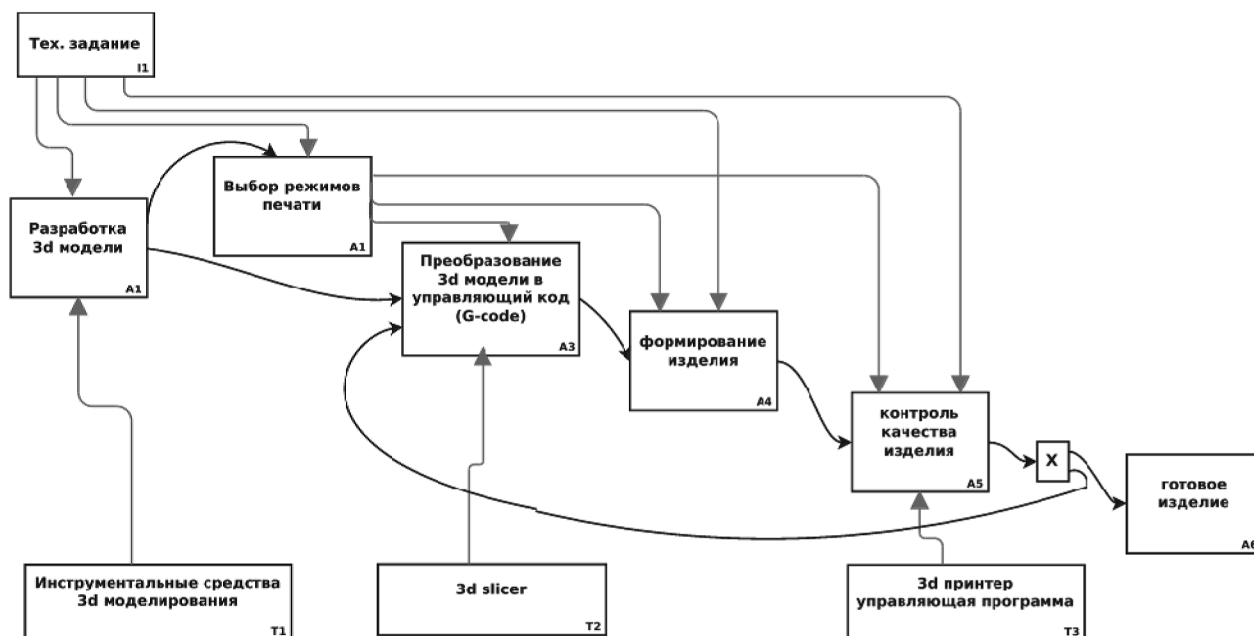 Тех. задание
I1
Выбор режимов
печати
A1
Разработка
3d модели
A1
Преобразование
3d модели в
управляющий код
(G-code)
A3
формирование
изделия
A4
контроль
качества
изделия
A5
X
готовое
изделие
A6
Инструментальные средства
3d моделирования
T1
3d slicer
T2
3d принтер
управляющая программа
T3